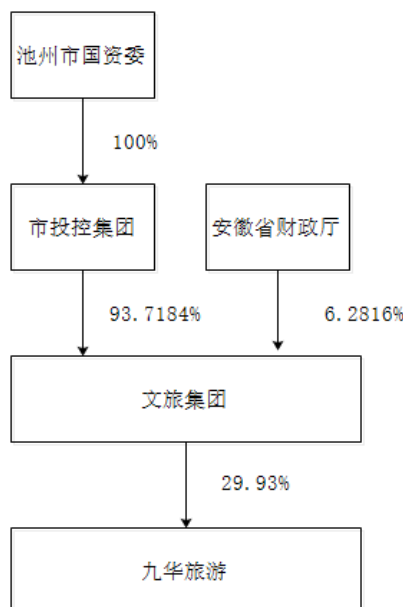 池州市国资委
100%
市投控集团
安徽省财政厅
93.7184%
6.2816%
文旅集团
29.93%
九华旅游